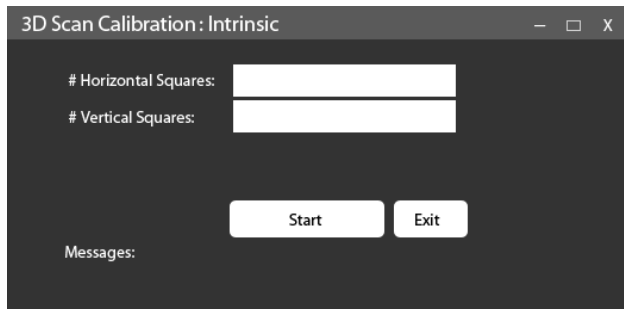 3D Scan Calibration : Intrinsic
# Horizontal Squares:
# Vertical Squares:
Start Exit
Messages: